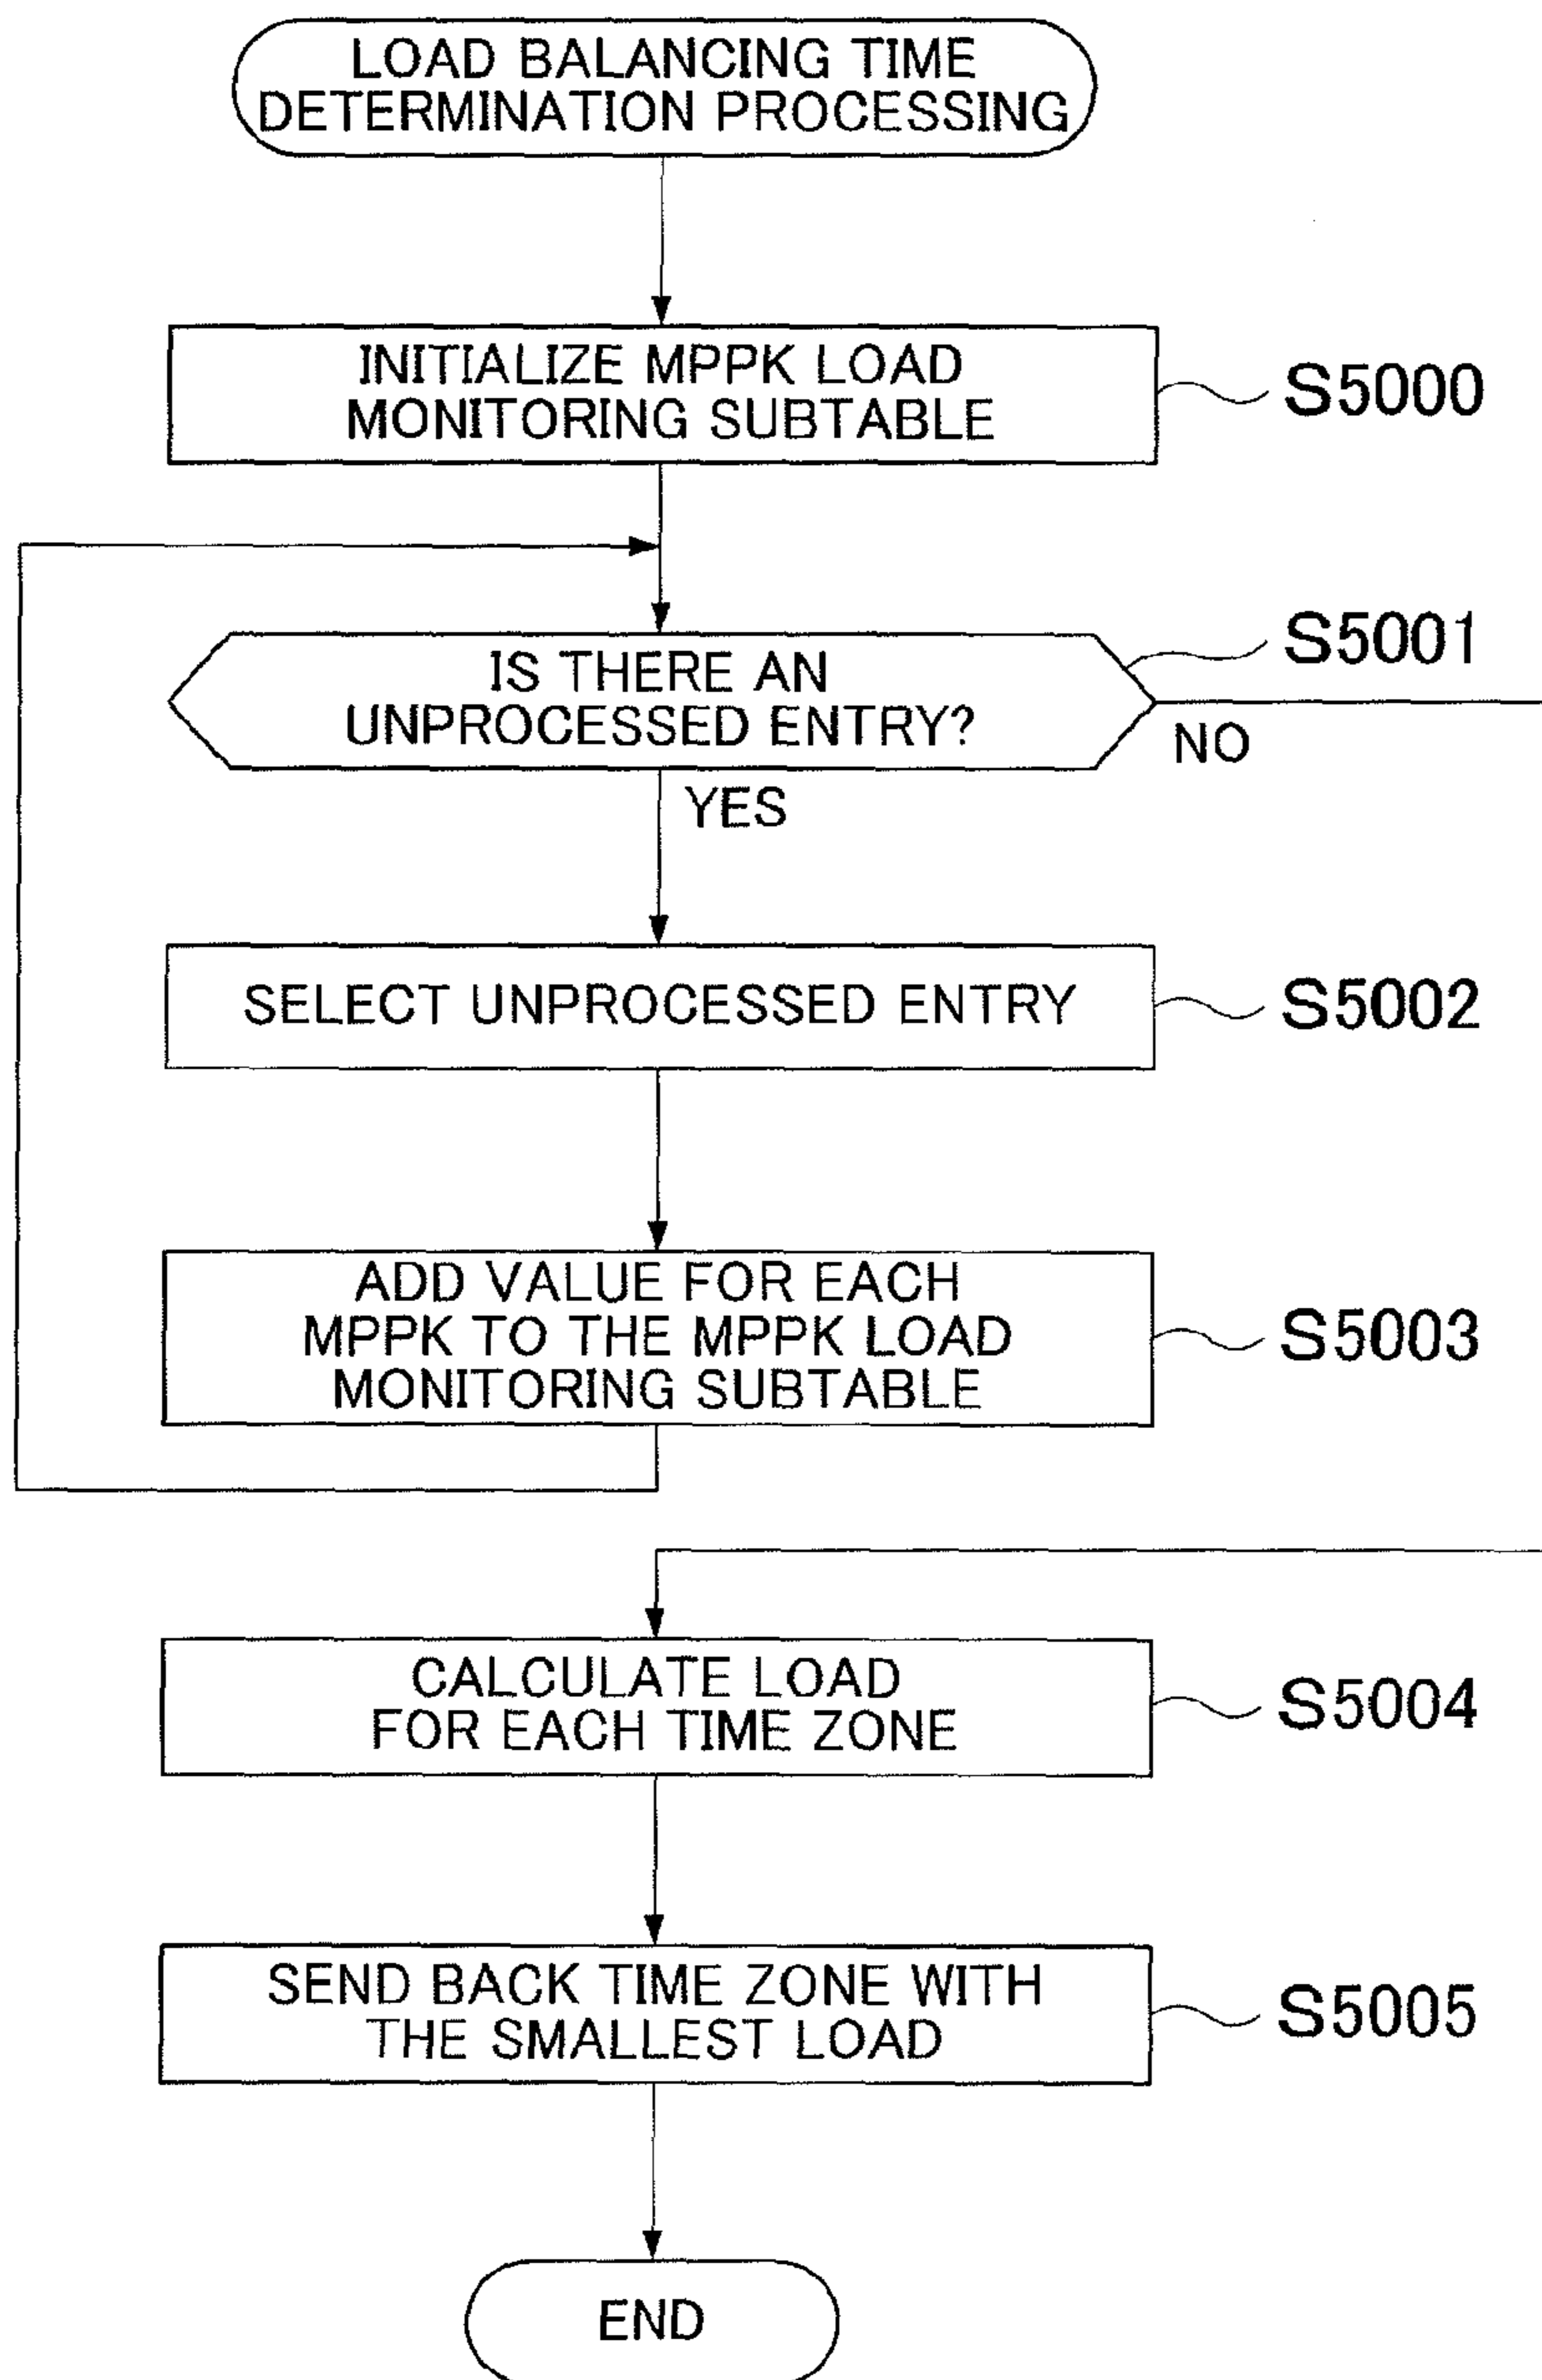 LOAD BALANCING TIME
DETERMINATION PROCESSING
INITIALIZE MPPK LOAD
MONITORING SUBTABLE
S5000
IS THERE AN
UNPROCESSED ENTRY?
S5001
NO
YES
SELECT UNPROCESSED ENTRY
S5002
ADD VALUE FOR EACH
MPPK TO THE MPPK LOAD
MONITORING SUBTABLE
S5003
CALCULATE LOAD
FOR EACH TIME ZONE
S5004
SEND BACK TIME ZONE WITH
THE SMALLEST LOAD
S5005
END